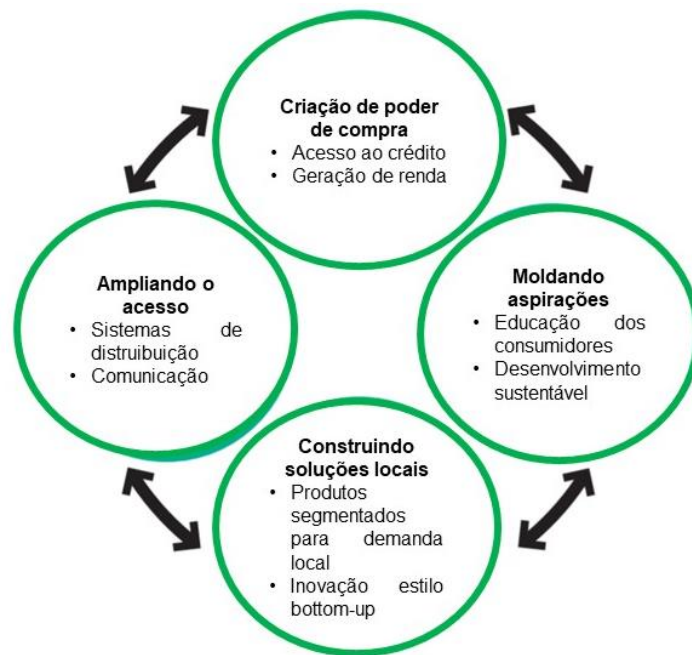 Criação de poder
de compra
• Acesso ao crédito
• Geração de renda
Ampliando o
acesso
• Sistemas de
distruibuição
• Comunicação
Moldando
aspirações
• Educação dos
consumidores
• Desenvolvimento
sustentável
Construindo
soluções locais
• Produtos
segmentados
para demanda
local
• Inovação estilo
bottom-up